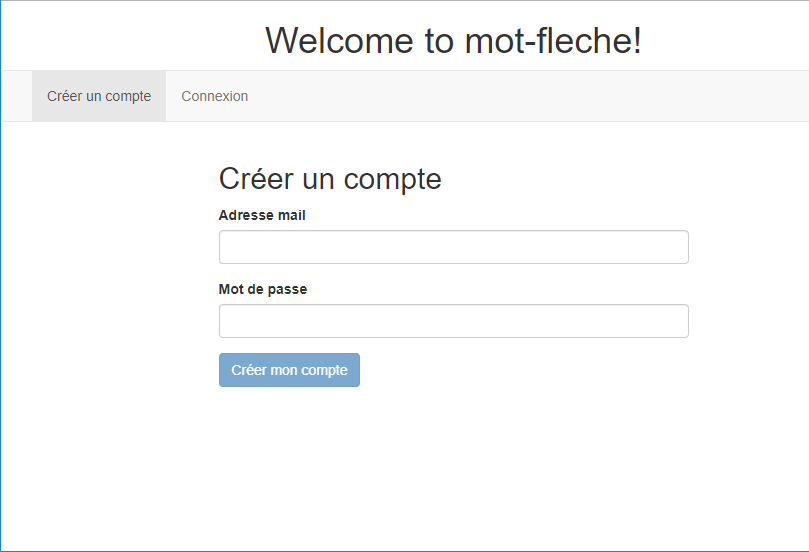 Welcome to mot-fleche!
Créer un compte
Connexion
Créer un compte
Adresse mail
Mot de passe
Créer mon compte